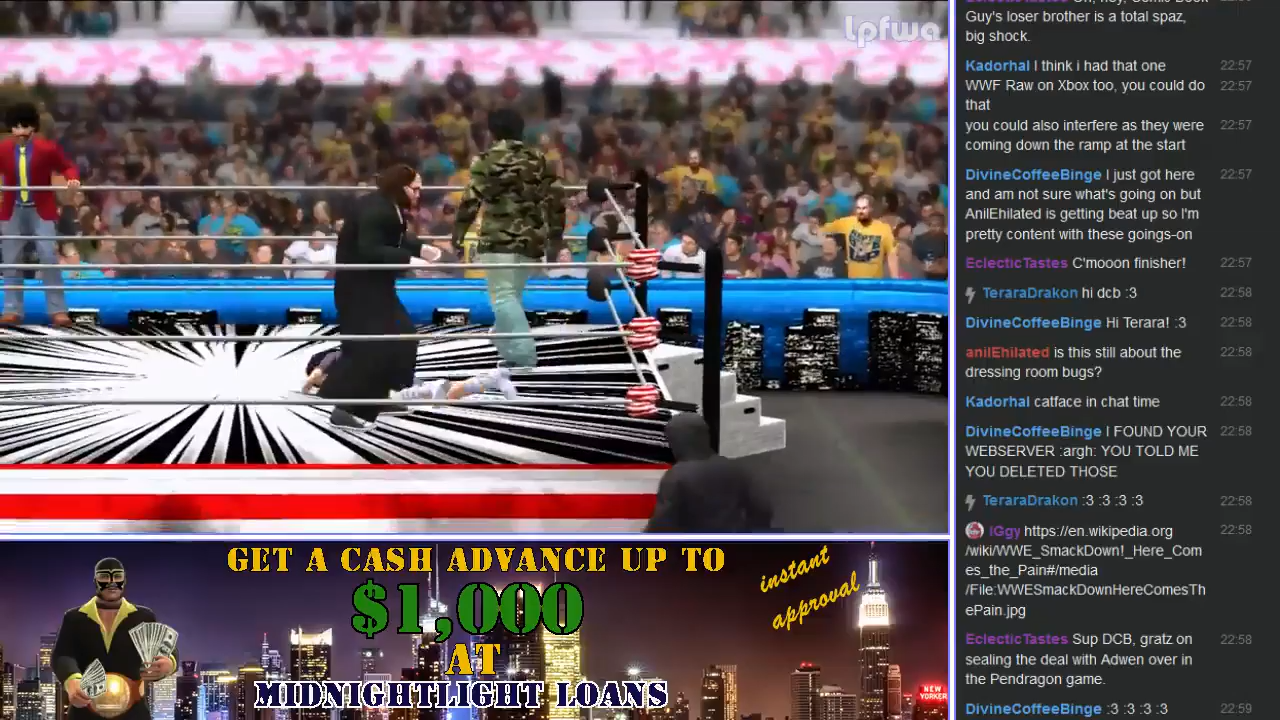 lpfwa
Guy's loser brother is a total spaz,
big shock.
Kadorhal I think i had that one 22:57
WWF Raw on Xbox too, you could do 22:57
that
you could also interfere as they were 22:57
coming down the ramp at the start
DivineCoffeeBinge I just got here 22:57
and am not sure what's going on but
AnilEhilated is getting beat up so I'm
pretty content with these goings-on
EclecticTastes C'mooon finisher! 22:57
TeraraDrakon hi dcb :3 22:58
DivineCoffeeBinge Hi Terara! :3 22:58
anilEhilated is this still about the 22:58
dressing room bugs?
Kadorhal catface in chat time 22:58
DivineCoffeeBinge I FOUND YOUR 22:58
WEBSERVER :argh: YOU TOLD ME
YOU DELETED THOSE
TeraraDrakon :3 :3 :3 :3 22:58
IGgy https://en.wikipedia.org 22:58
/wiki/WWE_SmackDown!_Here_Com
es_the_Pain#/media
/File:WWESmackDownHereComesTh
ePain.jpg
EclecticTastes Sup DCB, gratz on 22:58
sealing the deal with Adwen over in
the Pendragon game.
DivineCoffeeBinge :3 :3 :3 :3 22:59
GET A CASH ADVANCE UP TO
$1,000
AT
MIDNIGHTLIGHT LOANS
instant
approval
NEW
YORKER